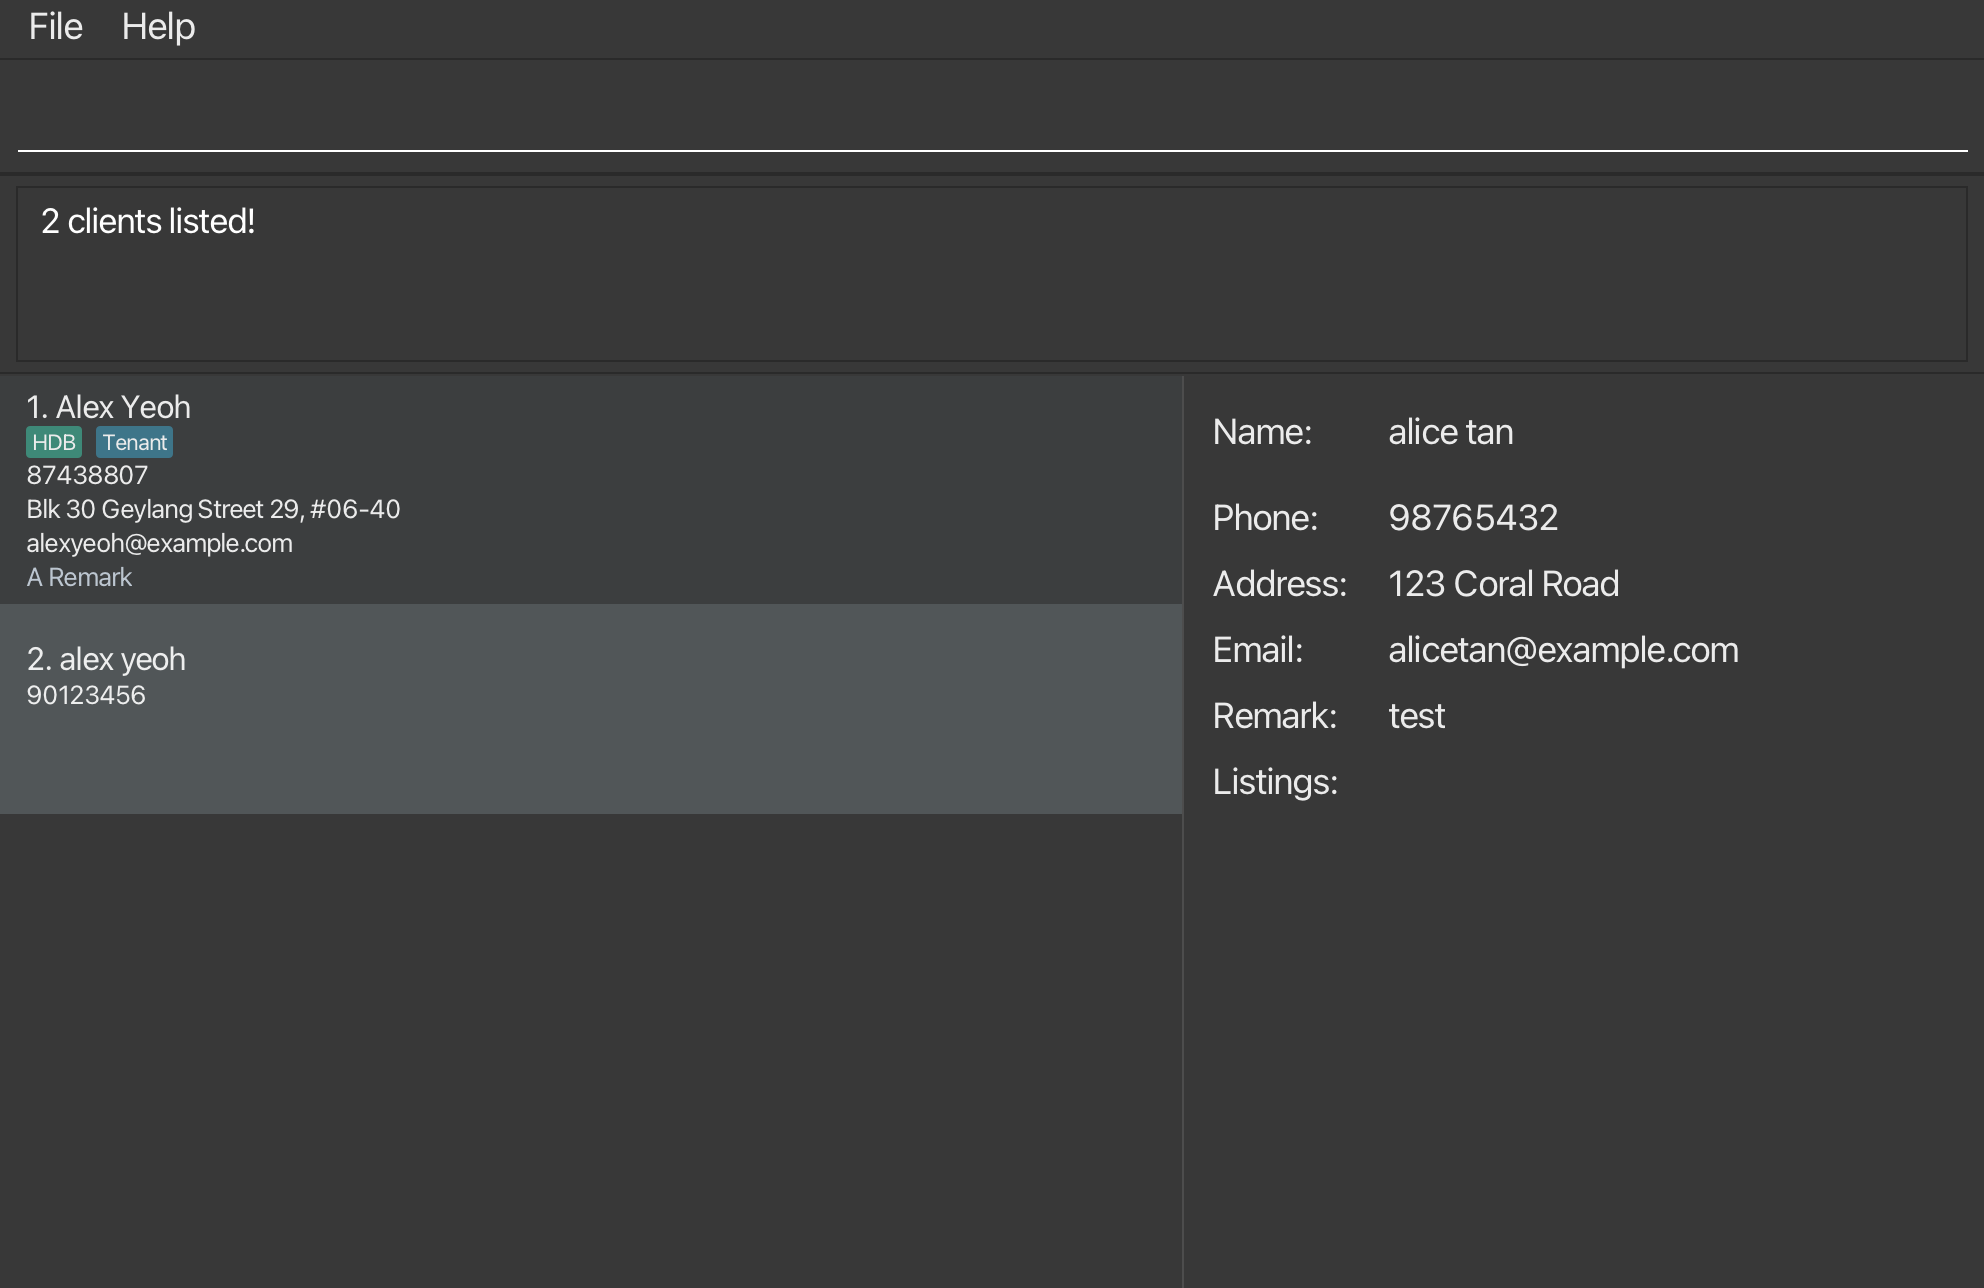 File Help
2 clients listed!
1. Alex Yeoh
HDB Tenant
87438807
Blk 30 Geylang Street 29, #06-40
alexyeoh@example.com
A Remark
2. alex yeoh
90123456
Name: alice tan
Phone: 98765432
Address: 123 Coral Road
Email: alicetan@example.com
Remark: test
Listings: